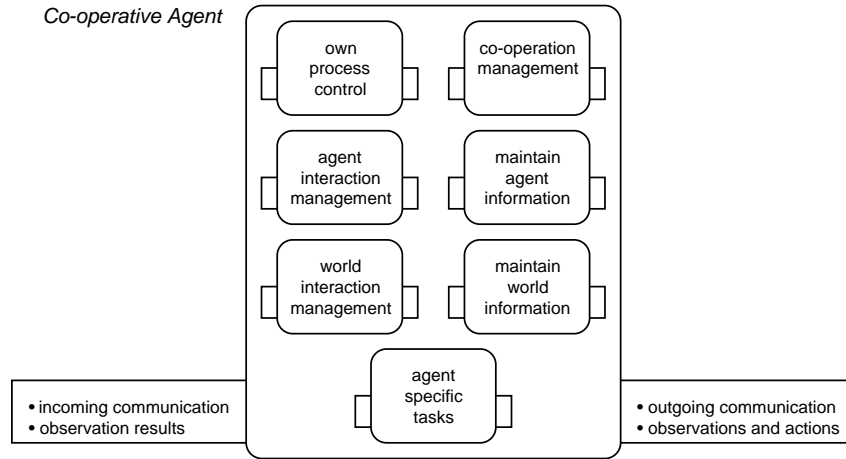 Co-operative Agent
own
process
control
co-operation
management
agent
interaction
management
maintain
agent
information
world
interaction
management
maintain
world
information
agent
specific
tasks
• incoming communication
• observation results
• outgoing communication
• observations and actions